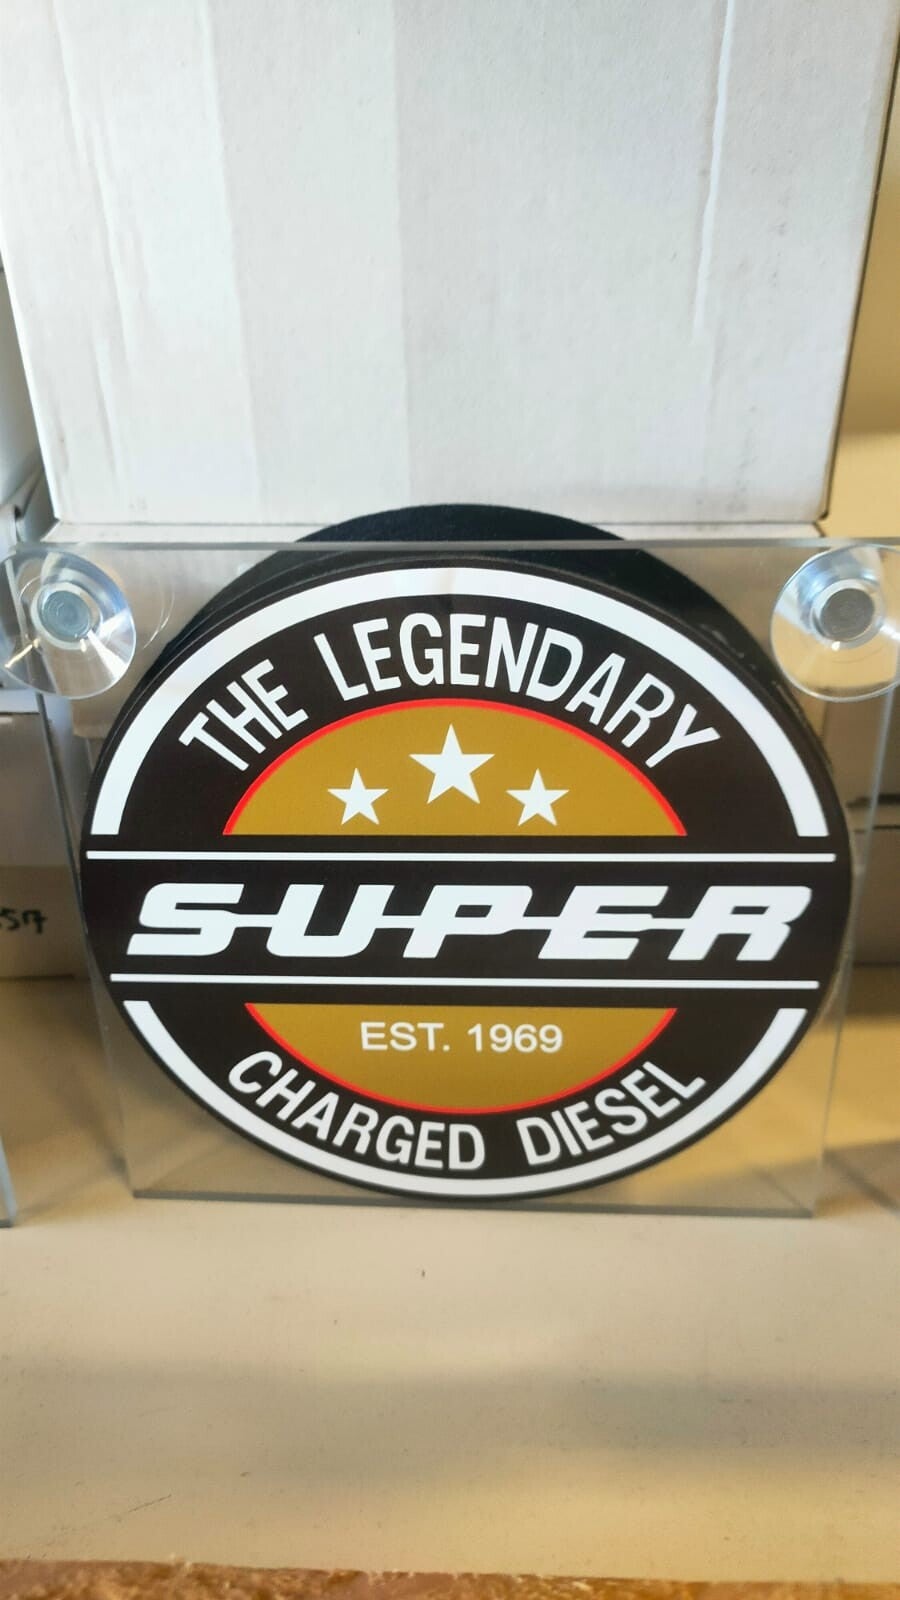 THE LEGENDARY
SUPER
EST. 1969
CHARGED DIESEL